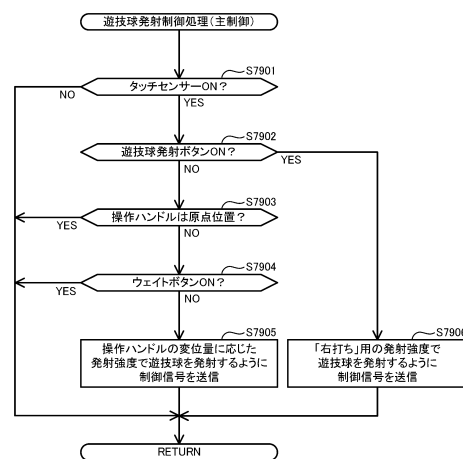 遊技球発射制御処理(主制御)
S7901
タッチセンサーON?
NO
YES
S7902
遊技球発射ボタンON?
YES
NO
S7903
操作ハンドルは原点位置?
YES
NO
S7904
ウェイトボタンON?
YES
NO
S7905
操作ハンドルの変位量に応じた
発射強度で遊技球を発射するように
制御信号を送信
S7906
「右打ち」用の発射強度で
遊技球を発射するように
制御信号を送信
RETURN